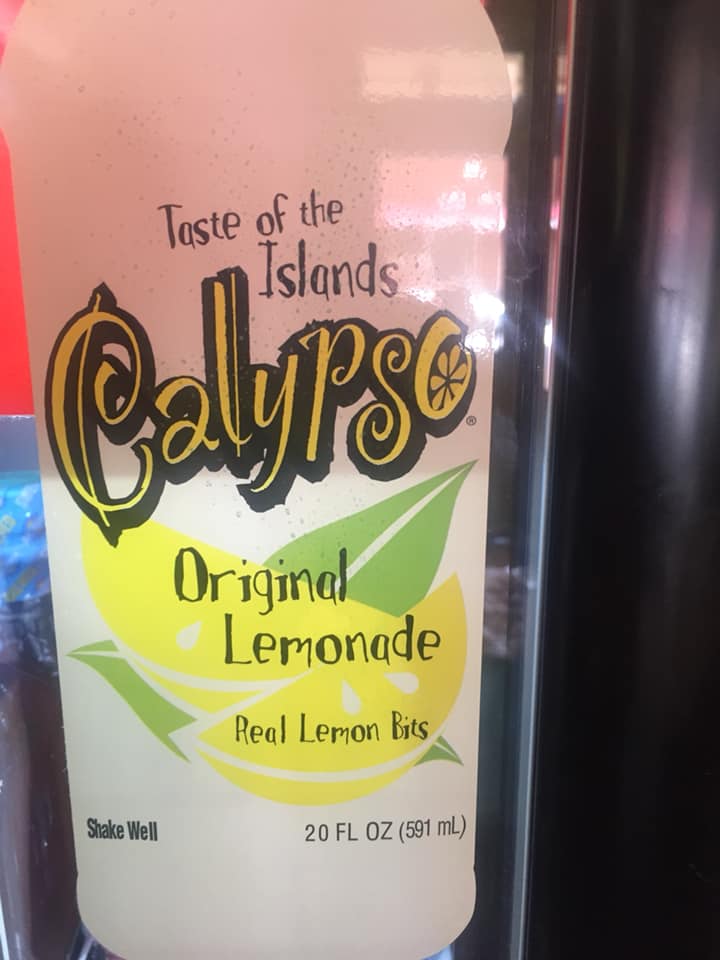 Taste of the
Islands
Calypso®
Original
Lemonade
Real Lemon Bits
Shake Well
20 FL OZ (591 mL)